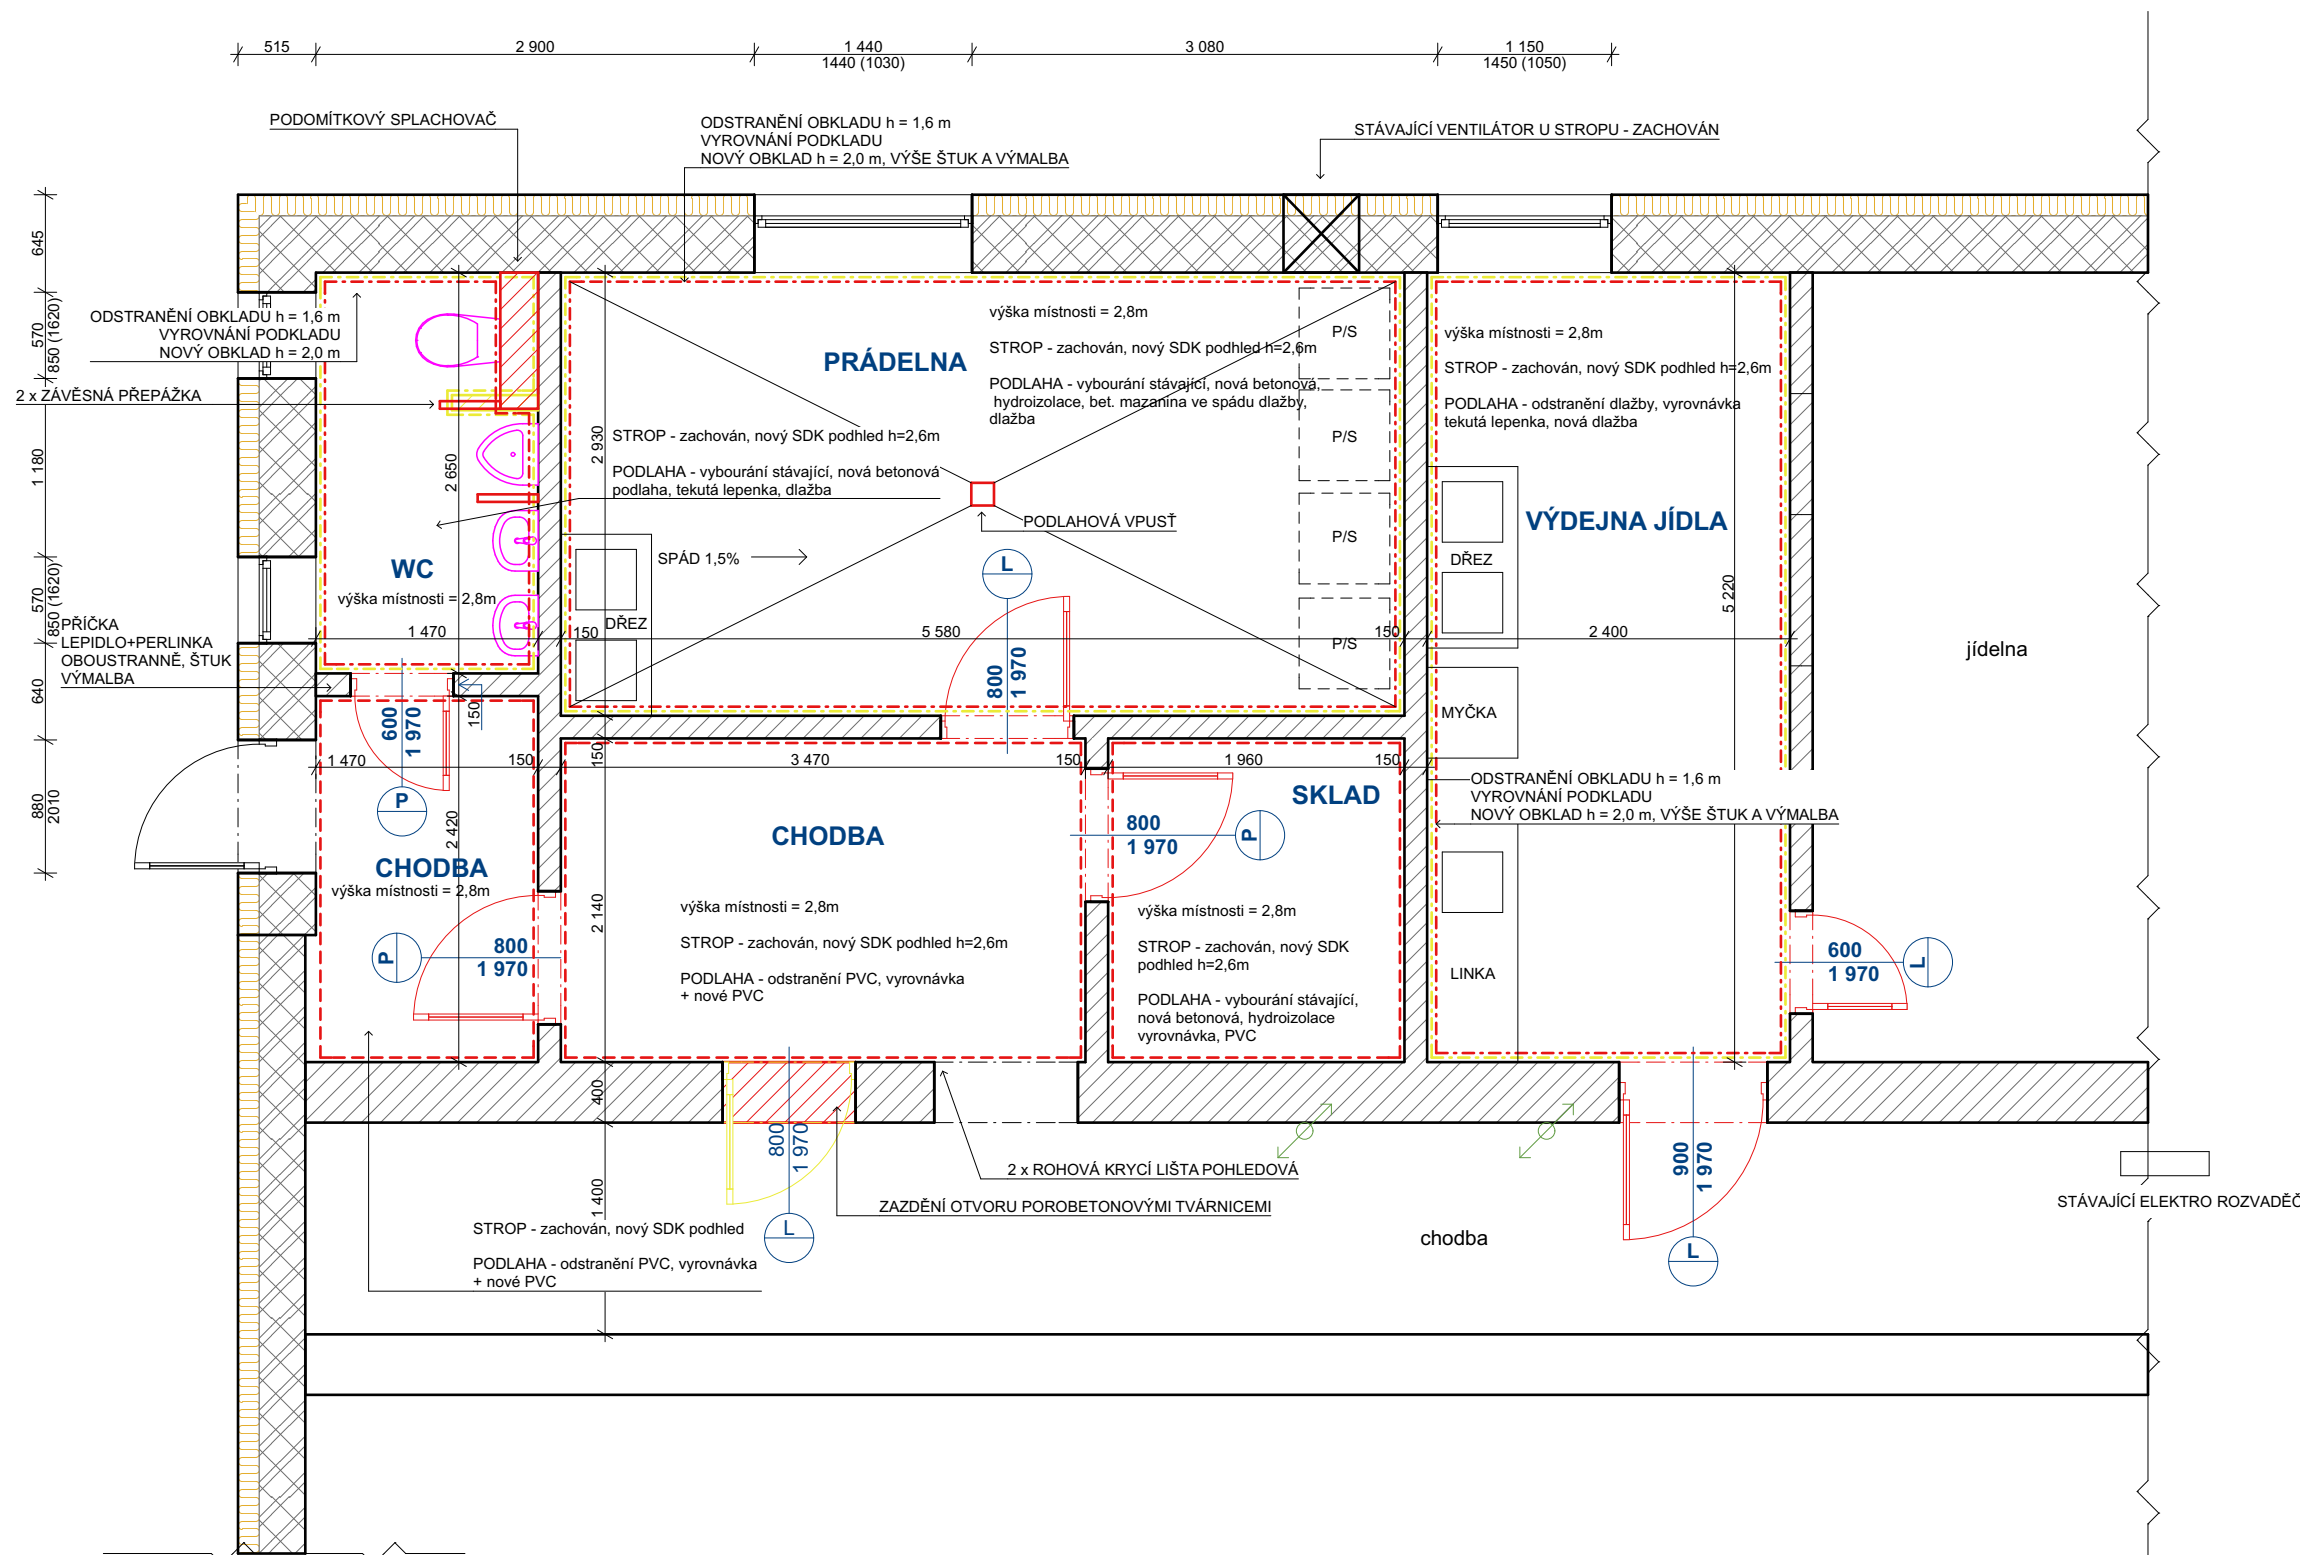 515
2 900
1 440
1440 (1030)
3 080
1 150
1450 (1050)
PODOMÍTKOVÝ SPLACHOVAČ
ODSTRANĚNÍ OBKLADU h = 1,6 m
VYROVNÁNÍ PODKLADU
NOVÝ OBKLAD h = 2,0 m, VÝŠE ŠTUK A VÝMALBA
STÁVAJÍCÍ VENTILÁTOR U STROPU - ZACHOVÁN
645
570
850 (1620)
1 180
570
850 (1620)
640
880
2010
ODSTRANĚNÍ OBKLADU h = 1,6 m
VYROVNÁNÍ PODKLADU
NOVÝ OBKLAD h = 2,0 m
2 x ZÁVĚSNÁ PŘEPÁŽKA
PŘÍČKA
LEPIDLO+PERLINKA
OBOUSTRANNĚ, ŠTUK
VÝMALBA
2 650
WC
výška místnosti = 2,8m
1 470
150
PRÁDELNA
výška místnosti = 2,8m
STROP - zachován, nový SDK podhled h=2,6m
PODLAHA - vybourání stávající, nová betonová,
hydroizolace, bet. mazanina ve spádu dlažby,
dlažba
2 930
STROP - zachován, nový SDK podhled h=2,6m
PODLAHA - vybourání stávající, nová betonová
podlaha, tekutá lepenka, dlažba
PODLAHOVÁ VPUSŤ
SPÁD 1,5%
DŘEZ
P/S
P/S
P/S
P/S
150
5 580
150
L
800
1 970
výška místnosti = 2,8m
STROP - zachován, nový SDK podhled h=2,6m
PODLAHA - odstranění dlažby, vyrovnávka
tekutá lepenka, nová dlažba
VÝDEJNA JÍDLA
DŘEZ
5 220
2 400
MYČKA
ODSTRANĚNÍ OBKLADU h = 1,6 m
VYROVNÁNÍ PODKLADU
NOVÝ OBKLAD h = 2,0 m, VÝŠE ŠTUK A VÝMALBA
LINKA
jídelna
600
1 970
L
600
1 970
P
1 470
150
2 420
CHODBA
výška místnosti = 2,8m
P
800
1 970
150
3 470
150
CHODBA
2 140
výška místnosti = 2,8m
STROP - zachován, nový SDK podhled h=2,6m
PODLAHA - odstranění PVC, vyrovnávka
+ nové PVC
1 960
150
SKLAD
800
1 970
P
výška místnosti = 2,8m
STROP - zachován, nový SDK
podhled h=2,6m
PODLAHA - vybourání stávající,
nová betonová, hydroizolace
vyrovnávka, PVC
400
800
1 970
L
1 400
2 x ROHOVÁ KRYCÍ LIŠTA POHLEDOVÁ
ZAZDĚNÍ OTVORU POROBETONOVÝMI TVÁRNICEMI
900
1 970
L
STÁVAJÍCÍ ELEKTRO ROZVADĚČ
STROP - zachován, nový SDK podhled
PODLAHA - odstranění PVC, vyrovnávka
+ nové PVC
chodba